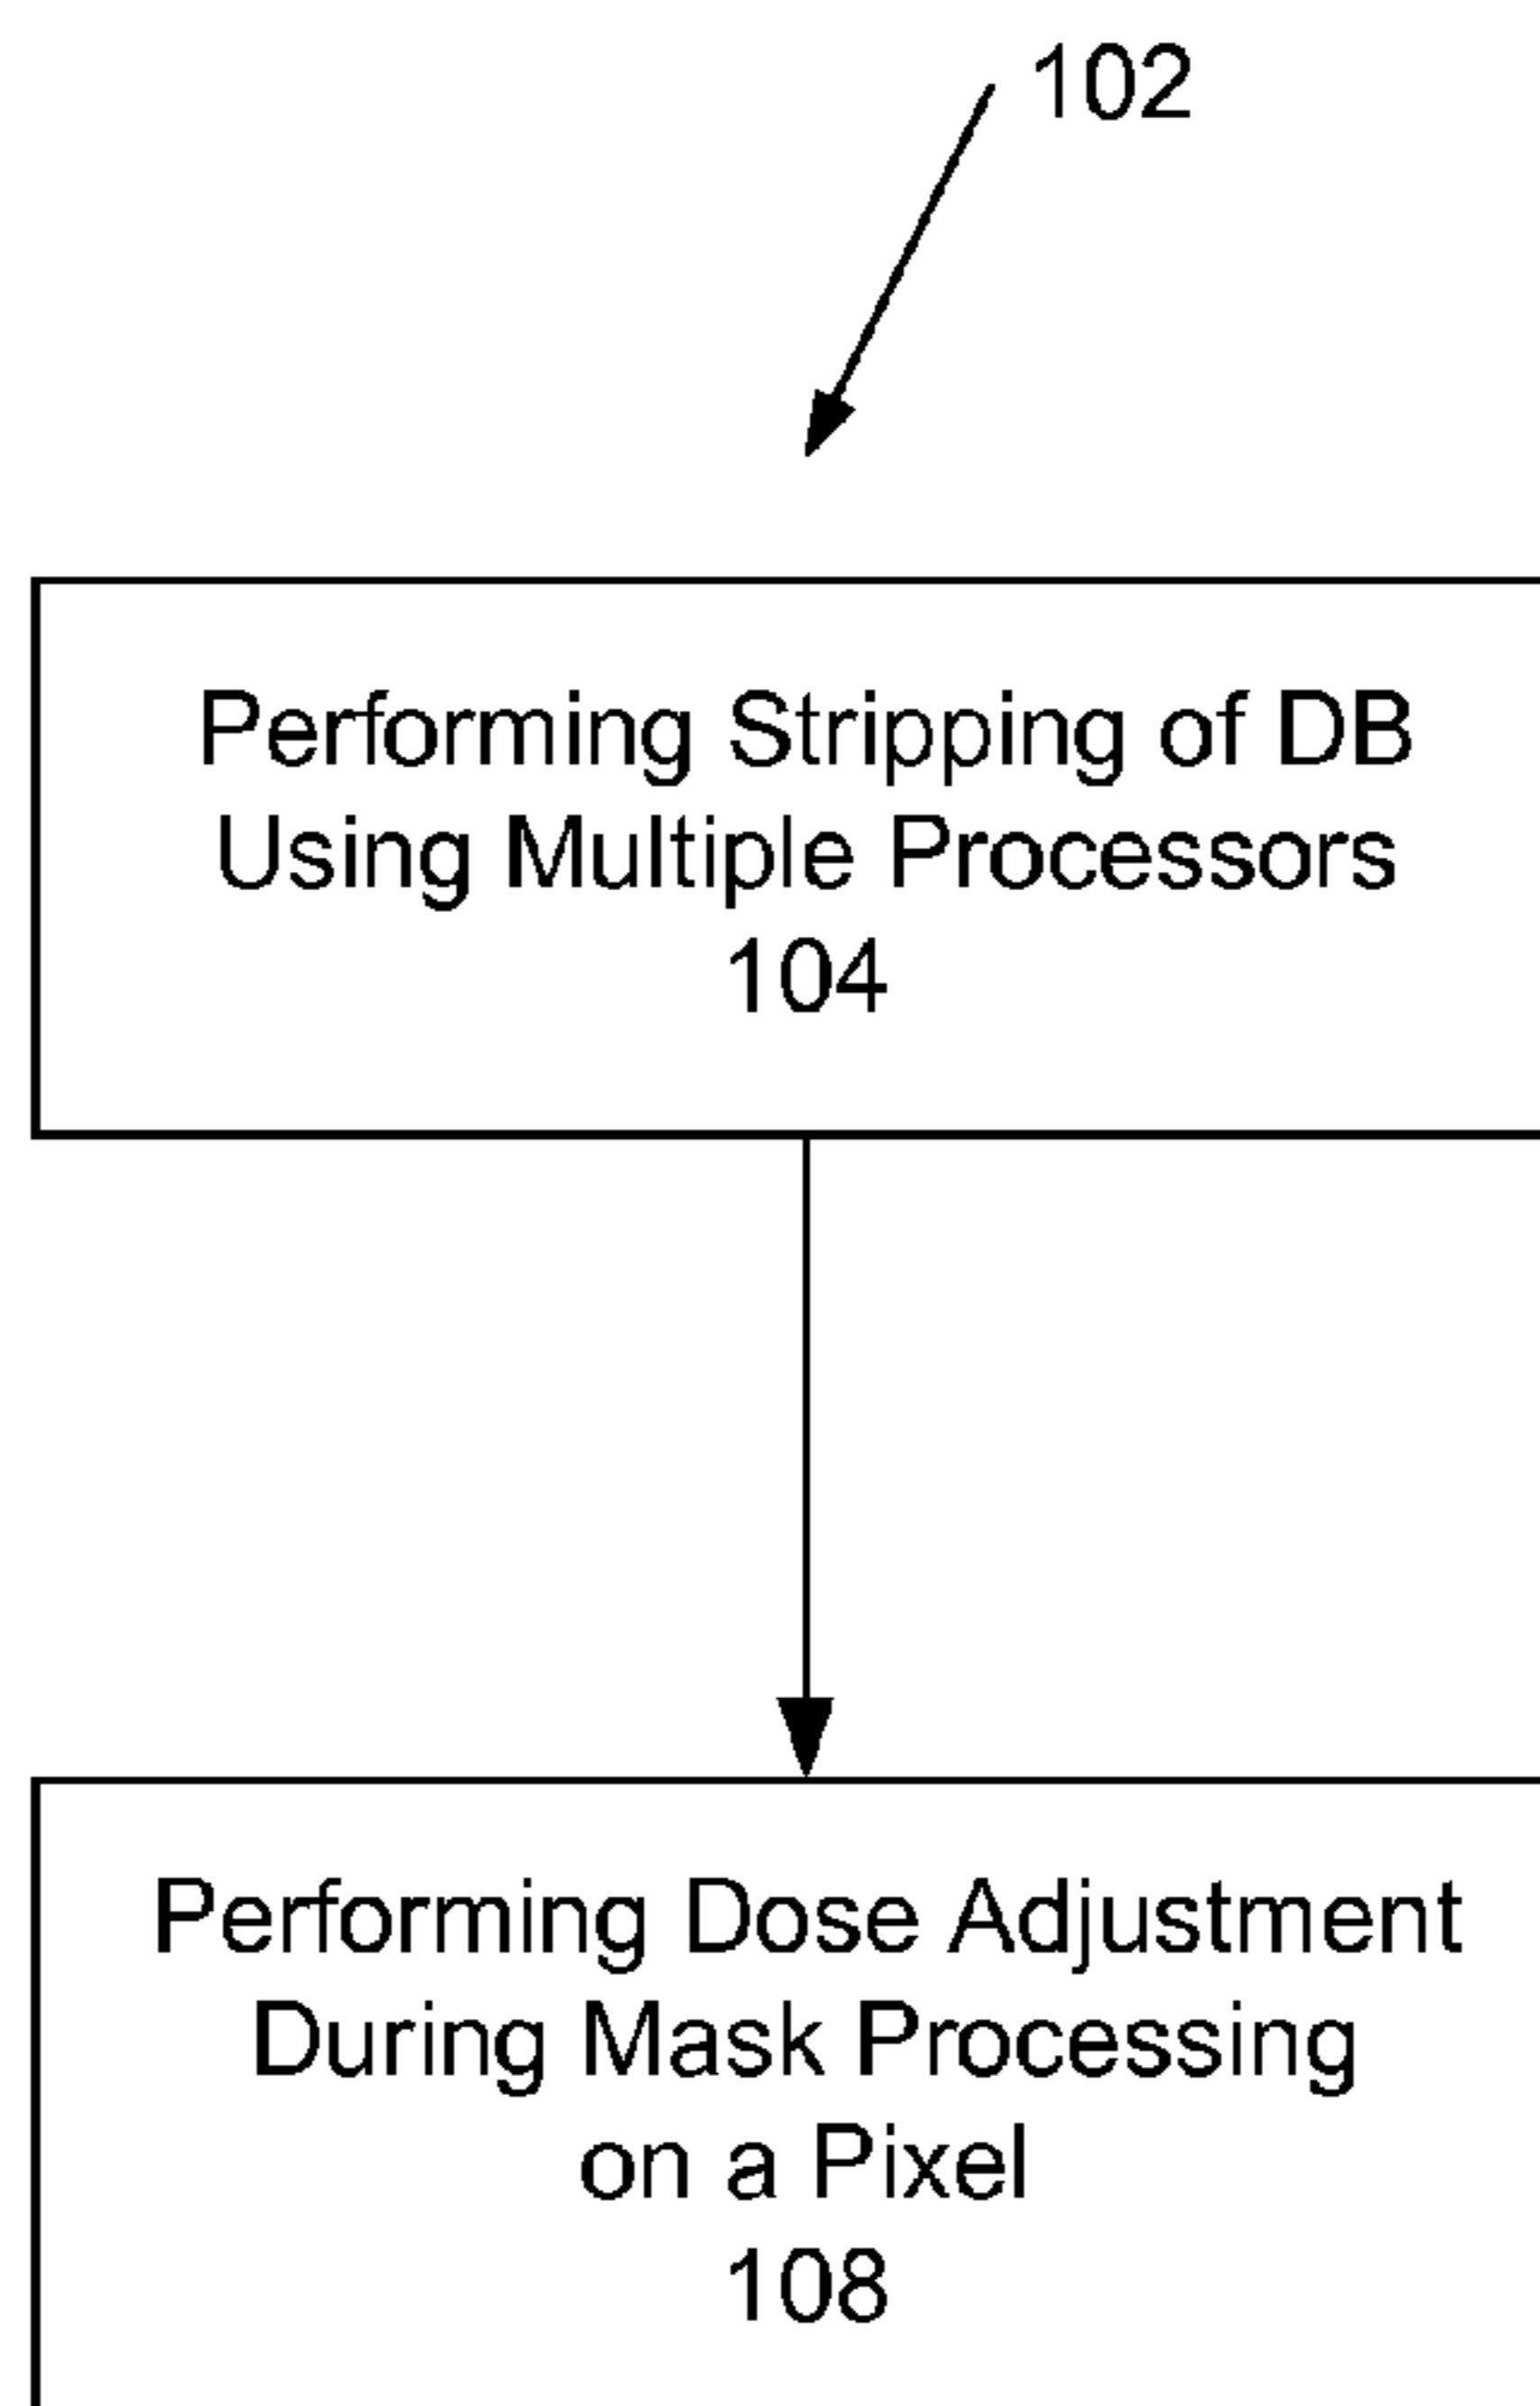 102
Performing Stripping of DB
Using Multiple Processors
104
Performing Dose Adjustment
During Mask Processing
on a Pixel
108